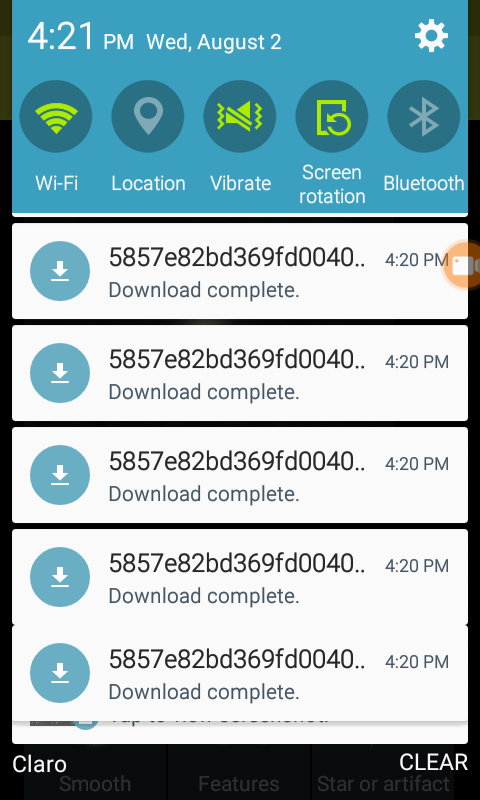 4:21 PM Wed, August 2
Wi-Fi Location Vibrate Screen rotation Bluetooth
5857e82bd369fd0040.. 4:20 PM
Download complete.
5857e82bd369fd0040.. 4:20 PM
Download complete.
5857e82bd369fd0040.. 4:20 PM
Download complete.
5857e82bd369fd0040.. 4:20 PM
Download complete.
5857e82bd369fd0040.. 4:20 PM
Download complete.
Claro CLEAR
Smooth Features Star or artifact